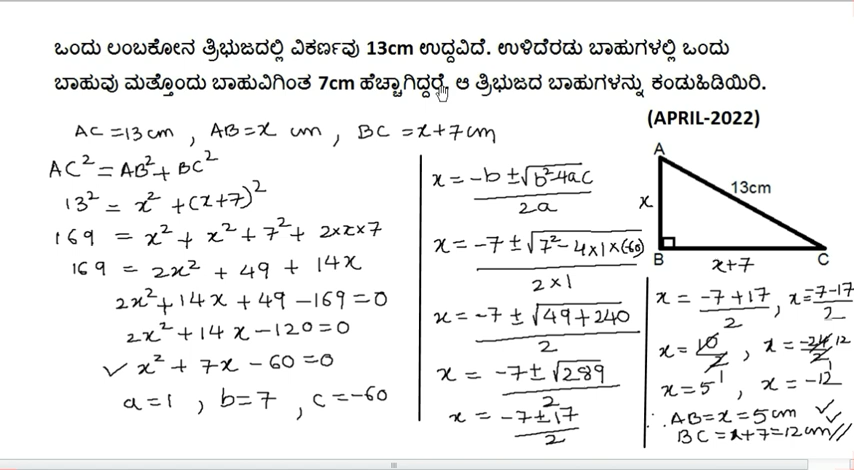 ಒಂದು ಲಂಬಕೋನ ತ್ರಿಭುಜದಲ್ಲಿ ವಿಕರ್ಣವು 13cm ಉದ್ದವಿದೆ. ಉಳಿದೆರಡು ಬಾಹುಗಳಲ್ಲಿ ಒಂದು
ಬಾಹುವು ಮತ್ತೊಂದು ಬಾಹುವಿಗಿಂತ 7cm ಹೆಚ್ಚಾಗಿದ್ದರೆ, ಆ ತ್ರಿಭುಜದ ಬಾಹುಗಳನ್ನು ಕಂಡುಹಿಡಿಯಿರಿ.
(APRIL-2022)
AC = 13 cm , AB = x cm , BC = x+7 cm
AC² = AB² + BC²
13² = x² + (x+7)²
169 = x² + x² + 7² + 2×x×7
169 = 2x² + 49 + 14x
2x² + 14x + 49 - 169 = 0
2x² + 14x - 120 = 0
✓ x² + 7x - 60 = 0
a = 1 , b = 7 , c = -60
x = -b ± √b² - 4ac / 2a
x = -7 ± √7² - 4×1×(-60) / 2×1
x = -7 ± √49 + 240 / 2
x = -7 ± √289 / 2
x = -7 ± 17 / 2
A
13cm
x
B
C
x+7
x = -7+17 / 2 , x = -7-17 / 2
x = 10 / 2 , x = -24 12 / 2 1
x = 5 1 , x = -12
∴ AB = x = 5 cm ✓
BC = x+7 = 12 cm ✓ //